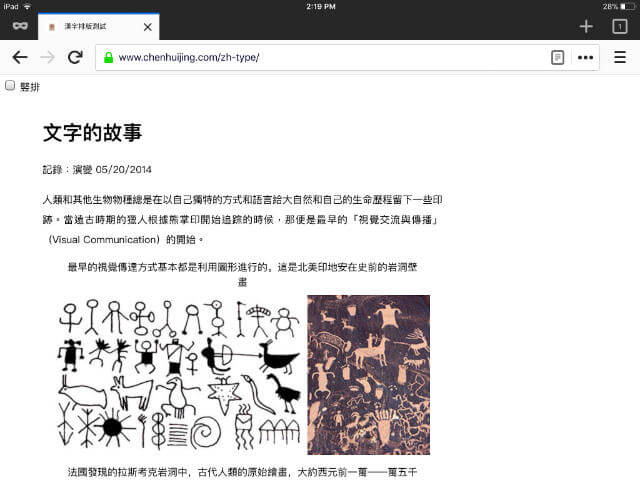 iPad
2:19 PM
28%
漢字排版測試
1
www.chenhuijing.com/zh-type/
豎排
文字的故事
記錄：演變 05/20/2014
人類和其他生物物種總是在以自己獨特的方式和語言給大自然和自己的生命歷程留下一些印
跡。當遠古時期的獵人根據熊掌印開始追踪的時候，那便是最早的「視覺交流與傳播」
（Visual Communication）的開始。
最早的視覺傳達方式基本都是利用圖形進行的。這是北美印地安在史前的岩洞壁
畫
法國發現的拉斯考克岩洞中，古代人類的原始繪畫，大約西元前一萬——萬五千